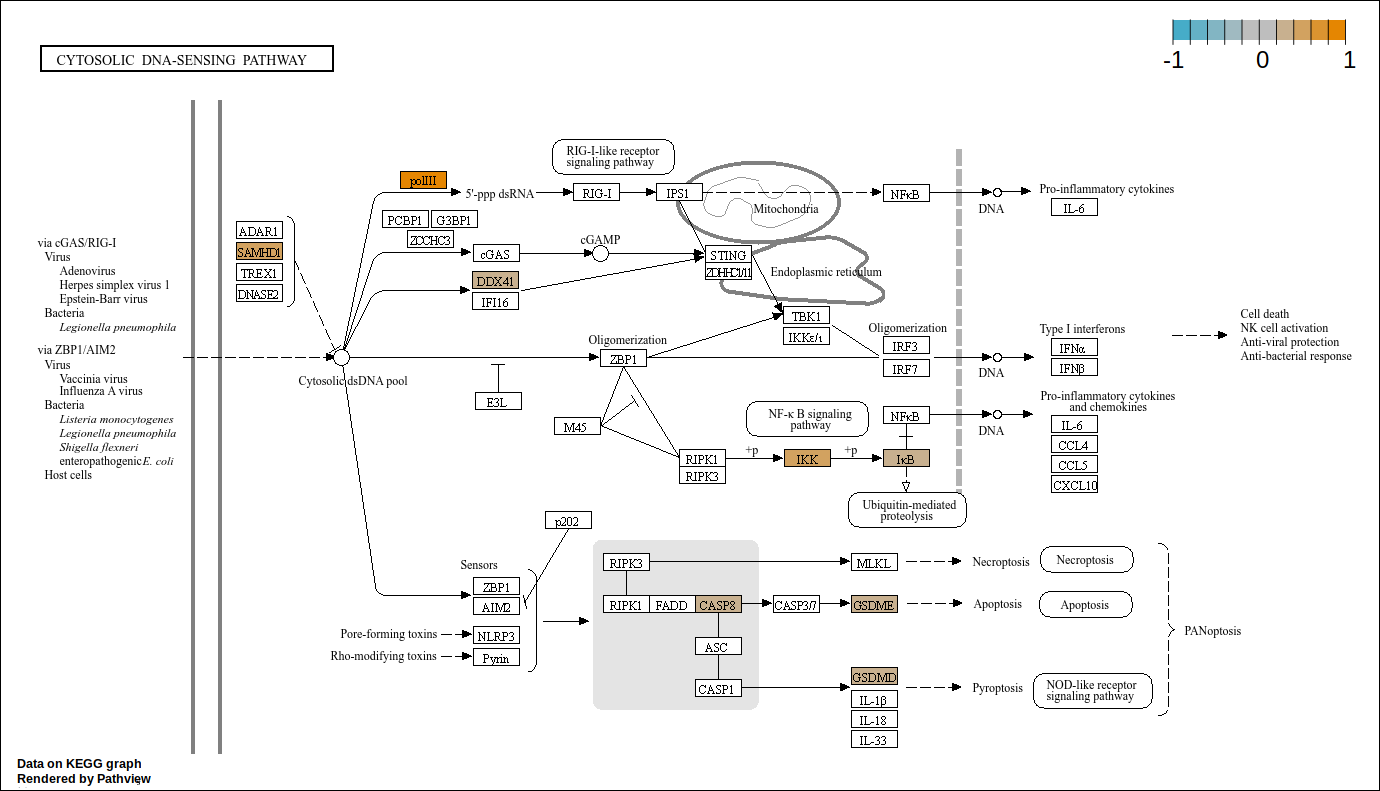 CYTOSOLIC DNA-SENSING PATHWAY
-1 0 1
RIG-I-like receptor
signaling pathway
polIII
5'-ppp dsRNA
RIG-I
IPS1
Mitochondria
NFκB
DNA
Pro-inflammatory cytokines
IL-6
PCBP1
G3BP1
ZCCHC3
cGAS
cGAMP
STING
ZDHHC1/11
Endoplasmic reticulum
DDX41
IFI16
ADAR1
SAMHD1
TREX1
DNASE2
via cGAS/RIG-I
Virus
Adenovirus
Herpes simplex virus 1
Epstein-Barr virus
Bacteria
Legionella pneumophila
via ZBP1/AIM2
Virus
Vaccinia virus
Influenza A virus
Bacteria
Listeria monocytogenes
Legionella pneumophila
Shigella flexneri
enteropathogenic E. coli
Host cells
Cytosolic dsDNA pool
TBK1
IKKε/ι
Oligomerization
ZBP1
Oligomerization
IRF3
IRF7
DNA
Type I interferons
IFNα
IFNβ
Cell death
NK cell activation
Anti-viral protection
Anti-bacterial response
E3L
M45
RIPK1
RIPK3
+p
IKK
+p
IκB
NF-κ B signaling
pathway
NFκB
DNA
Pro-inflammatory cytokines
and chemokines
IL-6
CCL4
CCL5
CXCL10
Ubiquitin-mediated
proteolysis
p202
Sensors
ZBP1
AIM2
Pore-forming toxins
NLRP3
Rho-modifying toxins
Pyrin
RIPK3
MLKL
Necroptosis
Necroptosis
RIPK1
FADD
CASP8
CASP3/7
GSDME
Apoptosis
Apoptosis
ASC
CASP1
GSDMD
IL-1β
IL-18
IL-33
Pyroptosis
NOD-like receptor
signaling pathway
PANoptosis
Data on KEGG graph
Rendered by Pathview